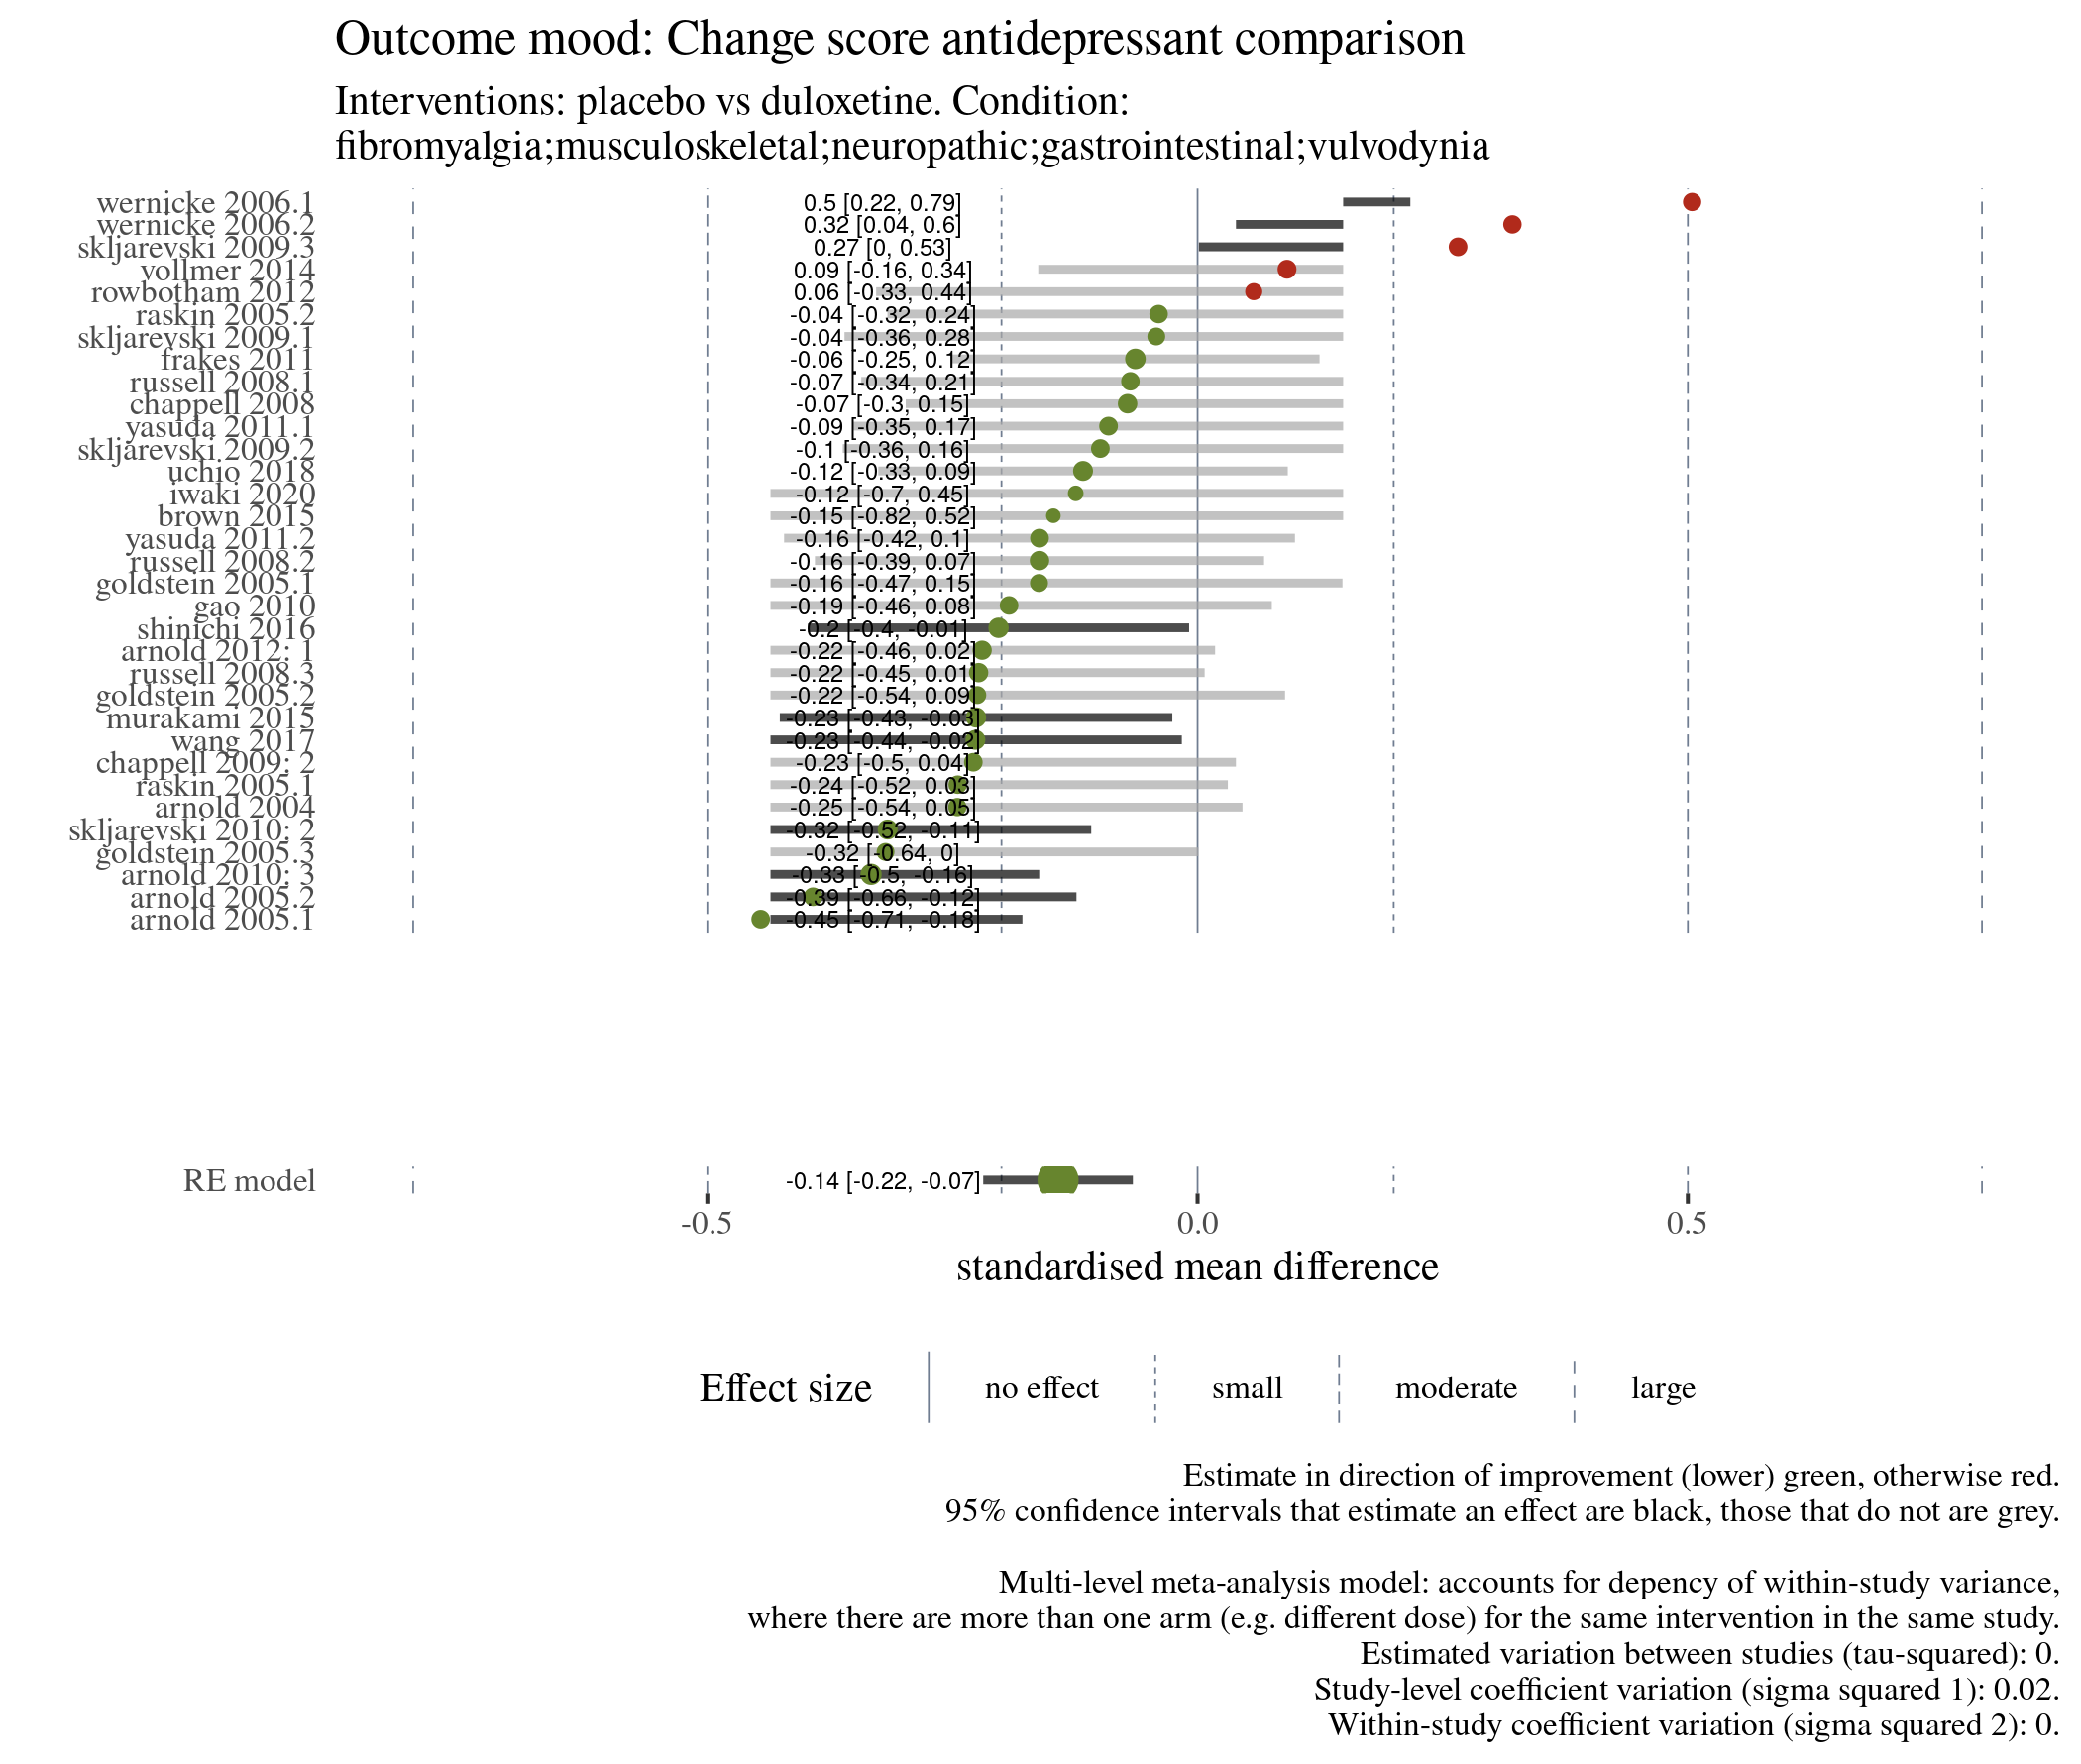 Outcome mood: Change score antidepressant comparison
Interventions: placebo vs duloxetine. Condition:
fibromyalgia;musculoskeletal;neuropathic;gastrointestinal;vulvodynia
wernicke 2006.1 0.5 [0.22, 0.79]
wernicke 2006.2 0.32 [0.04, 0.6]
skljarevski 2009.3 0.27 [0, 0.53]
vollmer 2014 0.09 [-0.16, 0.34]
rowbotham 2012 0.06 [-0.33, 0.44]
raskin 2005.2 -0.04 [-0.32, 0.24]
skljarevski 2009.1 -0.04 [-0.36, 0.28]
frakes 2011 -0.06 [-0.25, 0.12]
russell 2008.1 -0.07 [-0.34, 0.21]
chappell 2008 -0.07 [-0.3, 0.15]
yasuda 2011.1 -0.09 [-0.35, 0.17]
skljarevski 2009.2 -0.1 [-0.36, 0.16]
uchio 2018 -0.12 [-0.33, 0.09]
iwaki 2020 -0.12 [-0.7, 0.45]
brown 2015 -0.15 [-0.82, 0.52]
yasuda 2011.2 -0.16 [-0.42, 0.1]
russell 2008.2 -0.16 [-0.39, 0.07]
goldstein 2005.1 -0.16 [-0.47, 0.15]
gao 2010 -0.19 [-0.46, 0.08]
shinichi 2016 -0.2 [-0.4, -0.01]
arnold 2012: 1 -0.22 [-0.46, 0.02]
russell 2008.3 -0.22 [-0.45, 0.01]
goldstein 2005.2 -0.22 [-0.54, 0.09]
murakami 2015 -0.23 [-0.43, -0.03]
wang 2017 -0.23 [-0.44, -0.02]
chappell 2009: 2 -0.23 [-0.5, 0.04]
raskin 2005.1 -0.24 [-0.52, 0.03]
arnold 2004 -0.25 [-0.54, 0.05]
skljarevski 2010: 2 -0.32 [-0.52, -0.11]
goldstein 2005.3 -0.32 [-0.64, 0]
arnold 2010: 3 -0.33 [-0.5, -0.16]
arnold 2005.2 -0.39 [-0.66, -0.12]
arnold 2005.1 -0.45 [-0.71, -0.18]
RE model -0.14 [-0.22, -0.07]
-0.5 0.0 0.5
standardised mean difference
Effect size no effect small moderate large
Estimate in direction of improvement (lower) green, otherwise red.
95% confidence intervals that estimate an effect are black, those that do not are grey.
Multi-level meta-analysis model: accounts for depency of within-study variance,
where there are more than one arm (e.g. different dose) for the same intervention in the same study.
Estimated variation between studies (tau-squared): 0.
Study-level coefficient variation (sigma squared 1): 0.02.
Within-study coefficient variation (sigma squared 2): 0.